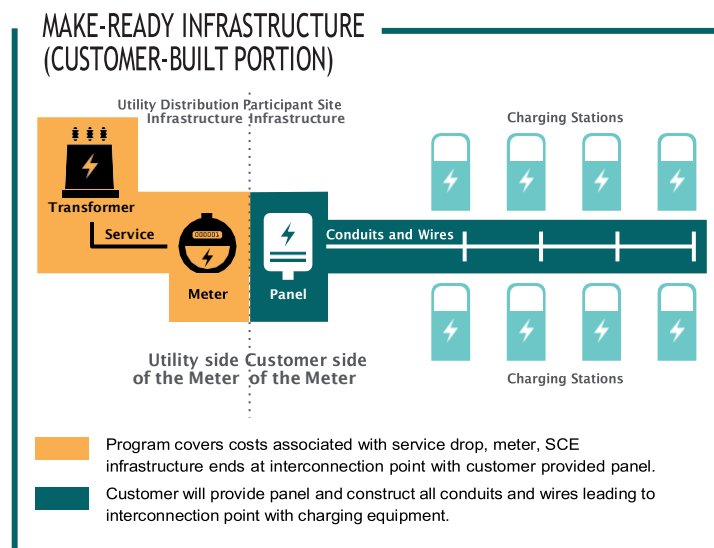 MAKE-READY INFRASTRUCTURE
(CUSTOMER-BUILT PORTION)
Utility Distribution Participant Site
Infrastructure Infrastructure
Charging Stations
Transformer
Service
000001
Conduits and Wires
Meter
Panel
Utility side Customer side
of the Meter of the Meter
Charging Stations
Program covers costs associated with service drop, meter, SCE
infrastructure ends at interconnection point with customer provided panel.
Customer will provide panel and construct all conduits and wires leading to
interconnection point with charging equipment.